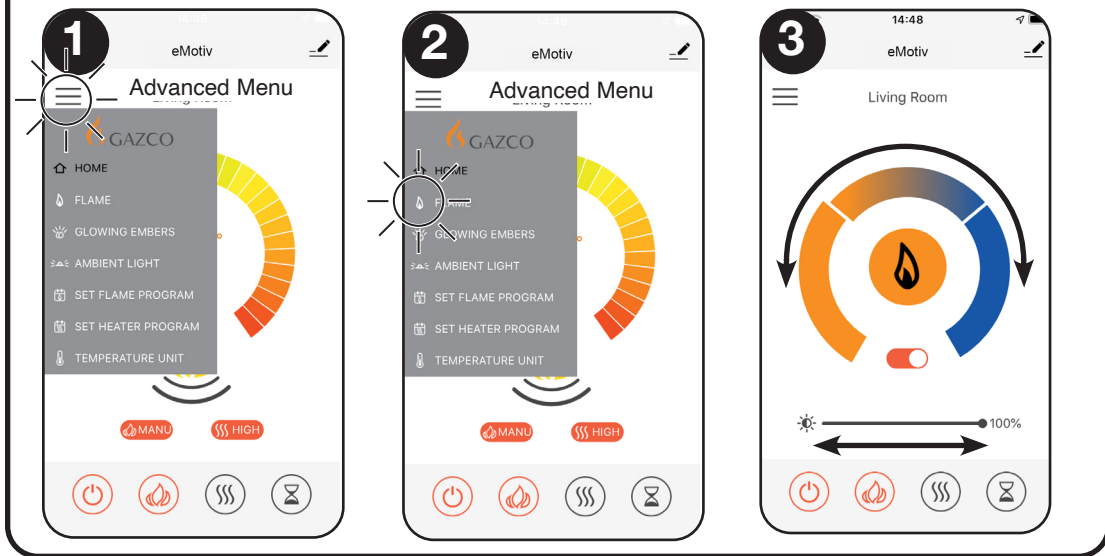 1
eMotiv
Advanced Menu
GAZCO
HOME
FLAME
GLOWING EMBERS
AMBIENT LIGHT
SET FLAME PROGRAM
SET HEATER PROGRAM
TEMPERATURE UNIT
MANU
HIGH
2
eMotiv
Advanced Menu
GAZCO
HOME
FLAME
GLOWING EMBERS
AMBIENT LIGHT
SET FLAME PROGRAM
SET HEATER PROGRAM
TEMPERATURE UNIT
MANU
HIGH
3
14:48
eMotiv
Living Room
100%